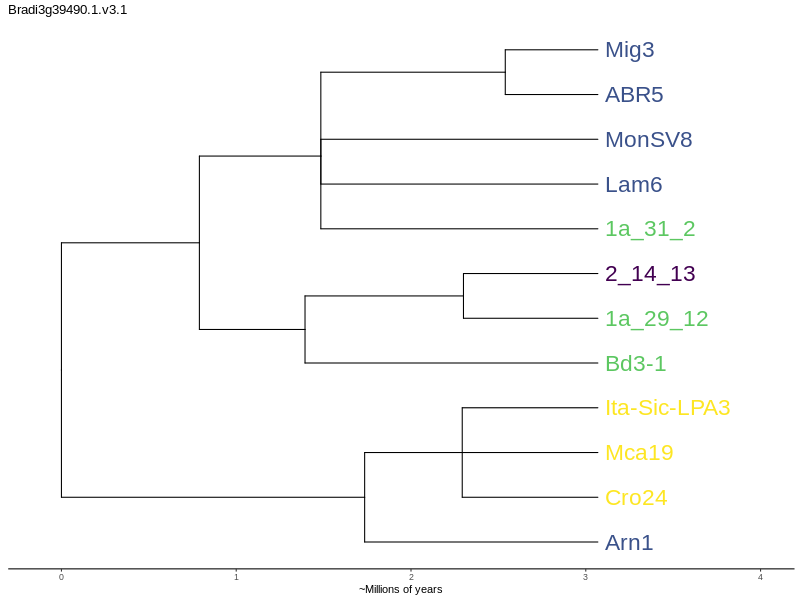 Bradi3g39490.1.v3.1
Mig3
ABR5
MonSV8
Lam6
1a_31_2
2_14_13
1a_29_12
Bd3-1
Ita-Sic-LPA3
Mca19
Cro24
Arn1
0 1 2 3 4
~Millions of years